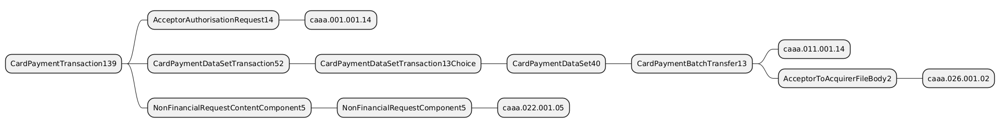 CardPaymentTransaction139
AcceptorAuthorisationRequest14
caaa.001.001.14
CardPaymentDataSetTransaction52
CardPaymentDataSetTransaction13Choice
CardPaymentDataSet40
CardPaymentBatchTransfer13
caaa.011.001.14
AcceptorToAcquirerFileBody2
caaa.026.001.02
NonFinancialRequestContentComponent5
NonFinancialRequestComponent5
caaa.022.001.05